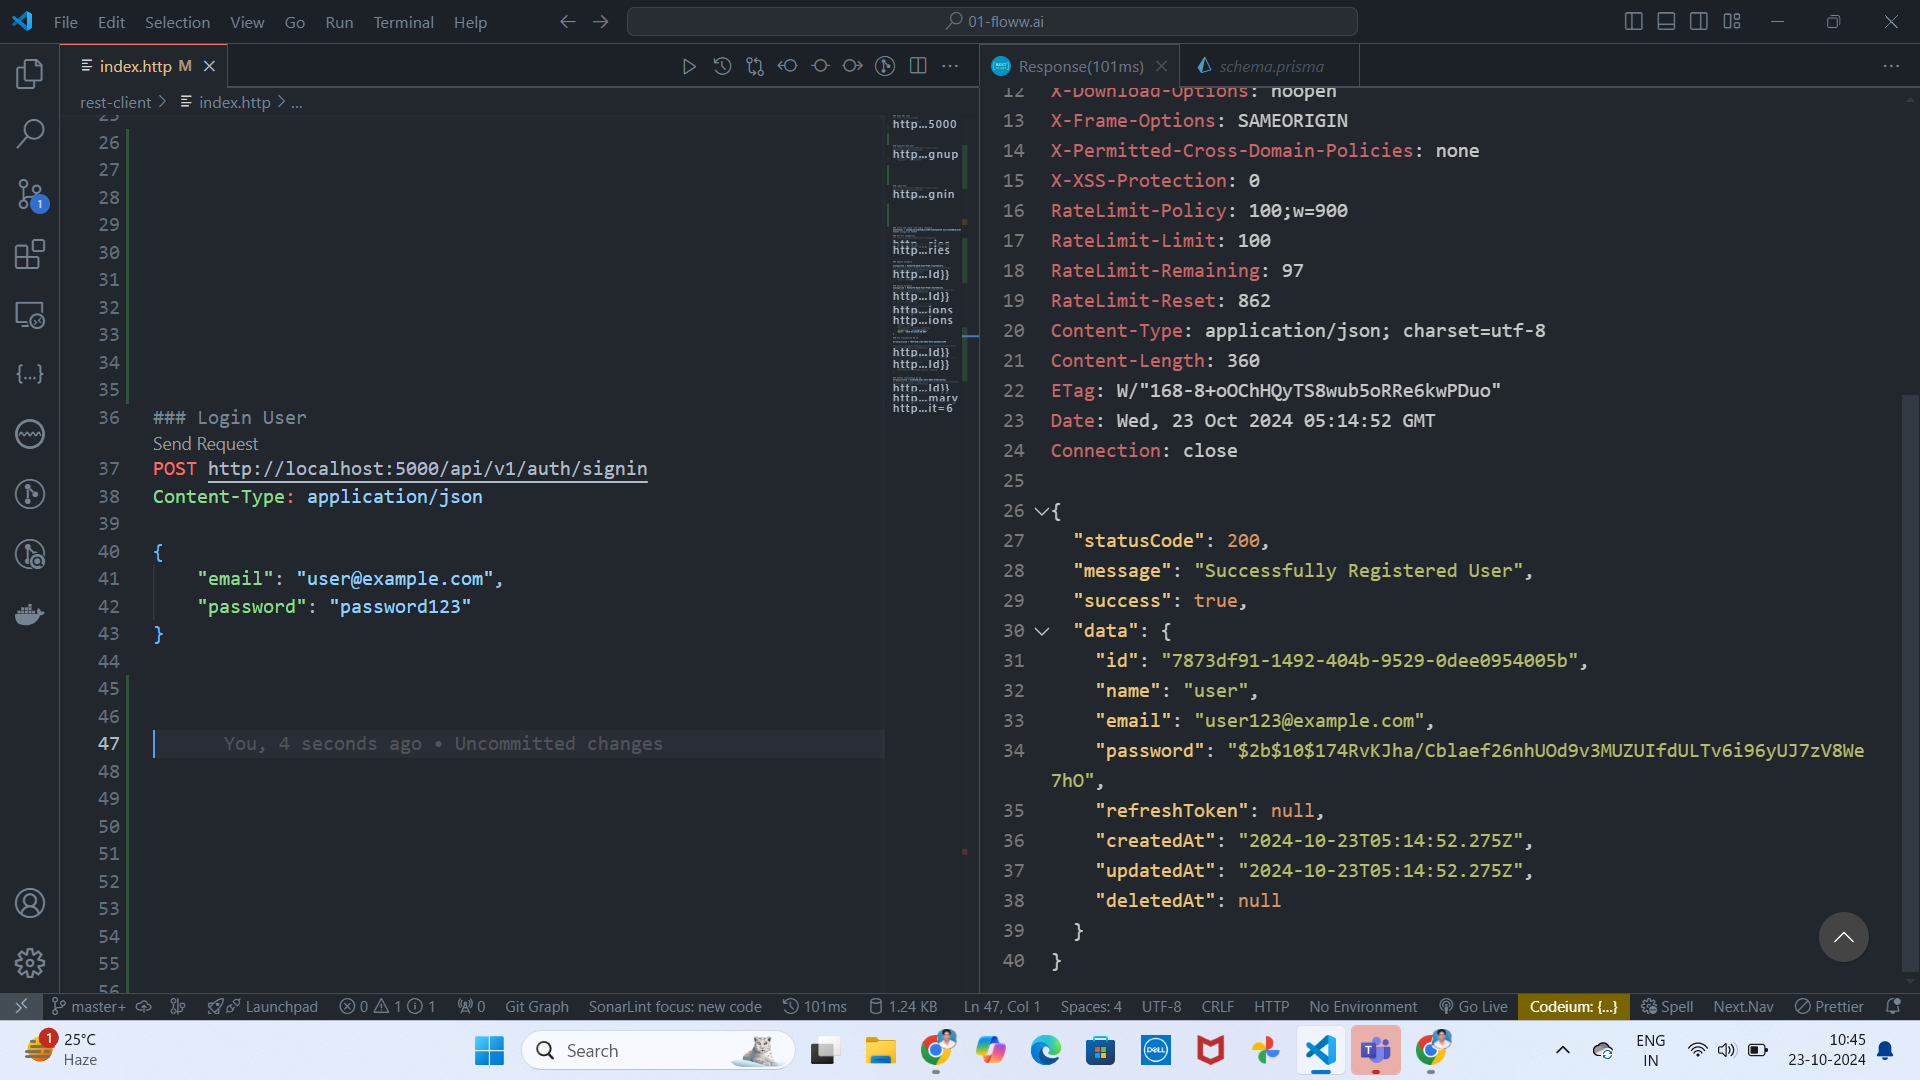 File Edit Selection View Go Run Terminal Help
01-floww.ai
index.http M
Response(101ms)
schema.prisma
rest-client > index.http > ...
25
26
27
28
29
30
31
32
33
34
35
36 ### Login User
Send Request
37 POST http://localhost:5000/api/v1/auth/signin
38 Content-Type: application/json
39
40 {
41 "email": "user@example.com",
42 "password": "password123"
43 }
44
45
46
47 You, 4 seconds ago • Uncommitted changes
48
49
50
51
52
53
54
55
56
http…5000
http…gnup
http…gnin
http…ries
http…Id}}
http…Id}}
http…ions
http…ions
http…Id}}
http…Id}}
http…Id}}
http…mary
http…it=6
12 X-Download-Options: noopen
13 X-Frame-Options: SAMEORIGIN
14 X-Permitted-Cross-Domain-Policies: none
15 X-XSS-Protection: 0
16 RateLimit-Policy: 100;w=900
17 RateLimit-Limit: 100
18 RateLimit-Remaining: 97
19 RateLimit-Reset: 862
20 Content-Type: application/json; charset=utf-8
21 Content-Length: 360
22 ETag: W/"168-8+oOChHQyTS8wub5oRRe6kwPDuo"
23 Date: Wed, 23 Oct 2024 05:14:52 GMT
24 Connection: close
25
26 {
27 "statusCode": 200,
28 "message": "Successfully Registered User",
29 "success": true,
30 "data": {
31 "id": "7873df91-1492-404b-9529-0dee0954005b",
32 "name": "user",
33 "email": "user123@example.com",
34 "password": "$2b$10$174RvKJha/Cblaef26nhUOd9v3MUZUIfdULTv6i96yUJ7zV8We
7hO",
35 "refreshToken": null,
36 "createdAt": "2024-10-23T05:14:52.275Z",
37 "updatedAt": "2024-10-23T05:14:52.275Z",
38 "deletedAt": null
39 }
40 }
1
master+ Launchpad 0 1 1 0 Git Graph SonarLint focus: new code 101ms 1.24 KB Ln 47, Col 1 Spaces: 4 UTF-8 CRLF HTTP No Environment Go Live Codeium: {...} Spell Next.Nav Prettier
1
25°C
Haze
Search
DELL
ENG
IN
10:45
23-10-2024